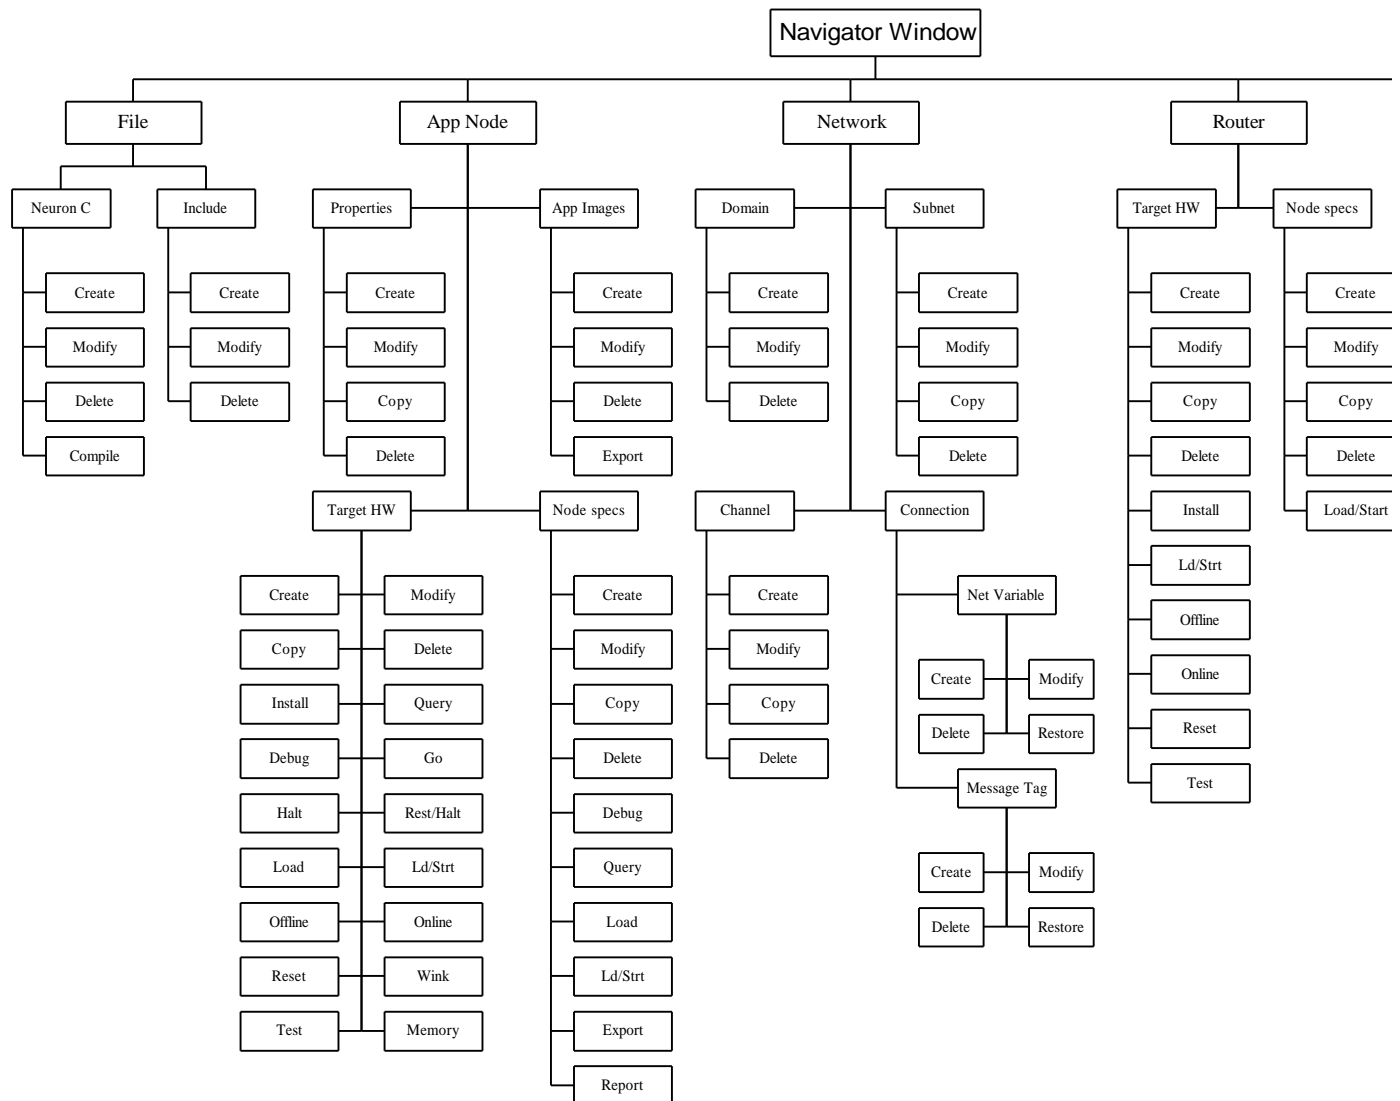 Navigator Window
File
App Node
Network
Router
Neuron C
Include
Properties
App Images
Domain
Subnet
Target HW
Node specs
Create
Create
Create
Create
Create
Create
Create
Create
Modify
Modify
Modify
Modify
Modify
Modify
Modify
Modify
Delete
Delete
Copy
Delete
Delete
Copy
Copy
Copy
Compile
Delete
Export
Delete
Delete
Delete
Target HW
Node specs
Channel
Connection
Install
Load/Start
Ld/Strt
Create
Modify
Create
Create
Net Variable
Offline
Copy
Delete
Modify
Modify
Online
Create
Modify
Install
Query
Copy
Copy
Reset
Delete
Restore
Debug
Go
Delete
Delete
Test
Message Tag
Halt
Rest/Halt
Debug
Load
Ld/Strt
Query
Create
Modify
Offline
Online
Load
Delete
Restore
Reset
Wink
Ld/Strt
Test
Memory
Export
Report